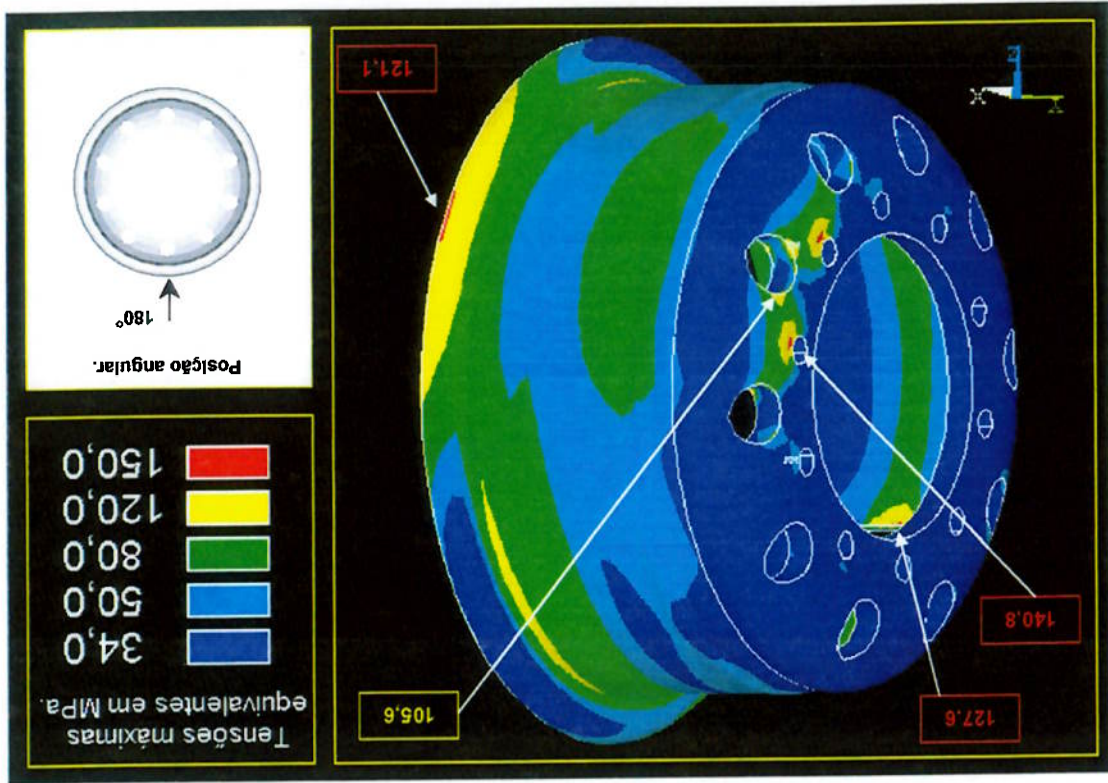 Tensões máximas
equivalentes em MPa.
34,0
50,0
80,0
120,0
150,0
Posição angular.
180°
105,6
127,6
140,8
121,1
Z
X
Y